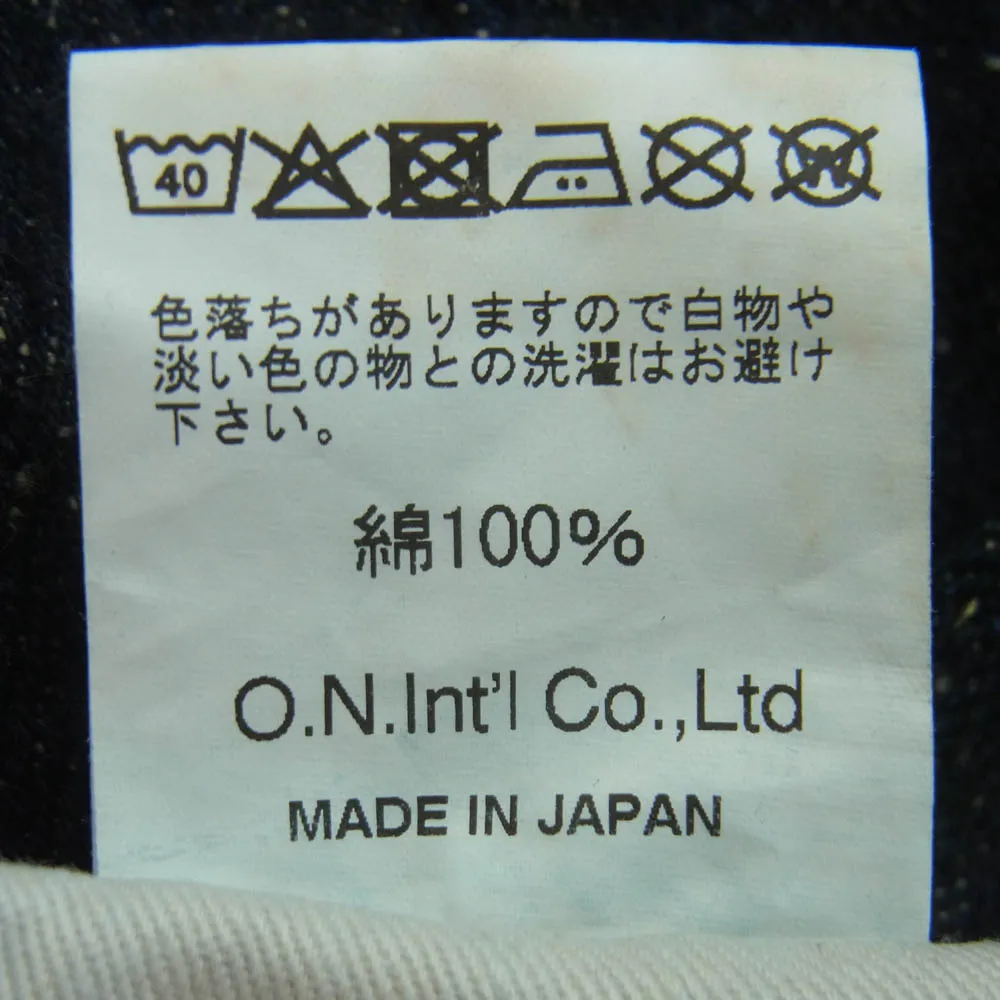 40
W
色落ちがありますので白物や
淡い色の物との洗濯はお避け
下さい。
綿100%
O.N.Int'l Co.,Ltd
MADE IN JAPAN